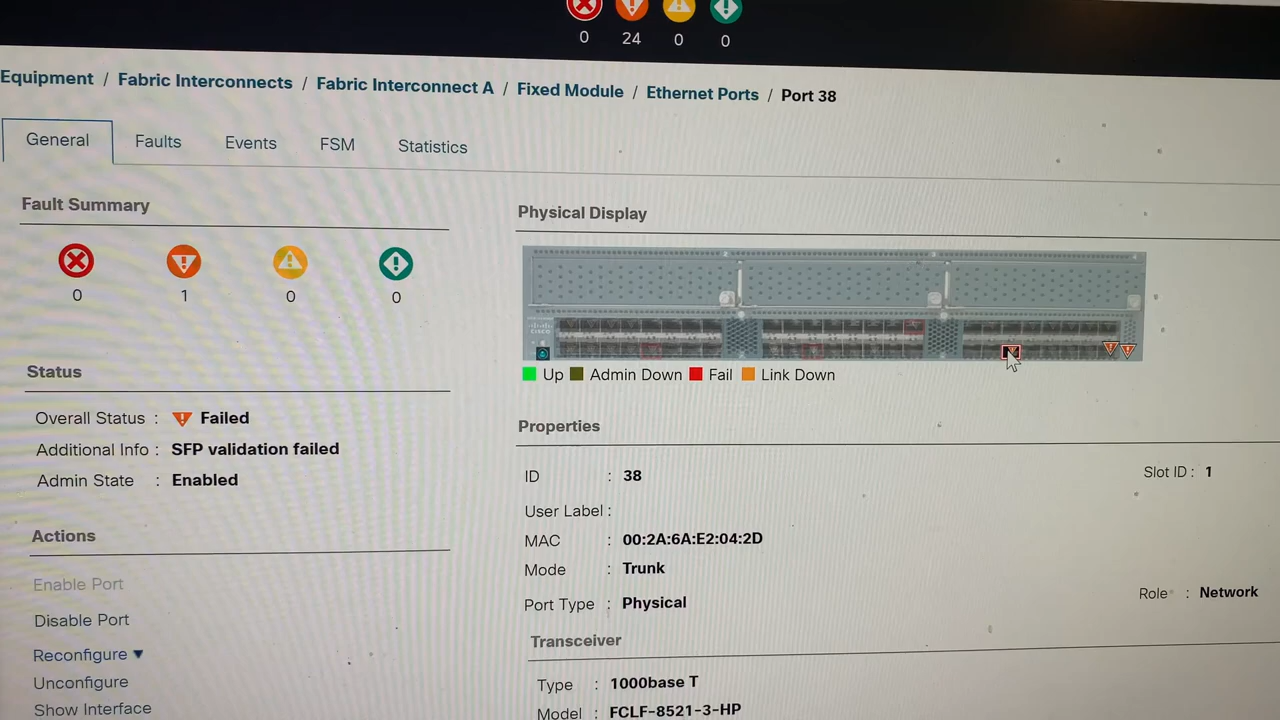 0 24 0 0
Equipment / Fabric Interconnects / Fabric Interconnect A / Fixed Module / Ethernet Ports / Port 38
General Faults Events FSM Statistics
Fault Summary
0 1 0 0
Status
Overall Status : Failed
Additional Info : SFP validation failed
Admin State : Enabled
Actions
Enable Port
Disable Port
Reconfigure
Unconfigure
Show Interface
Physical Display
CISCO
Up Admin Down Fail Link Down
Properties
ID : 38 Slot ID : 1
User Label :
MAC : 00:2A:6A:E2:04:2D
Mode : Trunk
Port Type : Physical Role : Network
Transceiver
Type : 1000base T
Model : FCLF-8521-3-HP